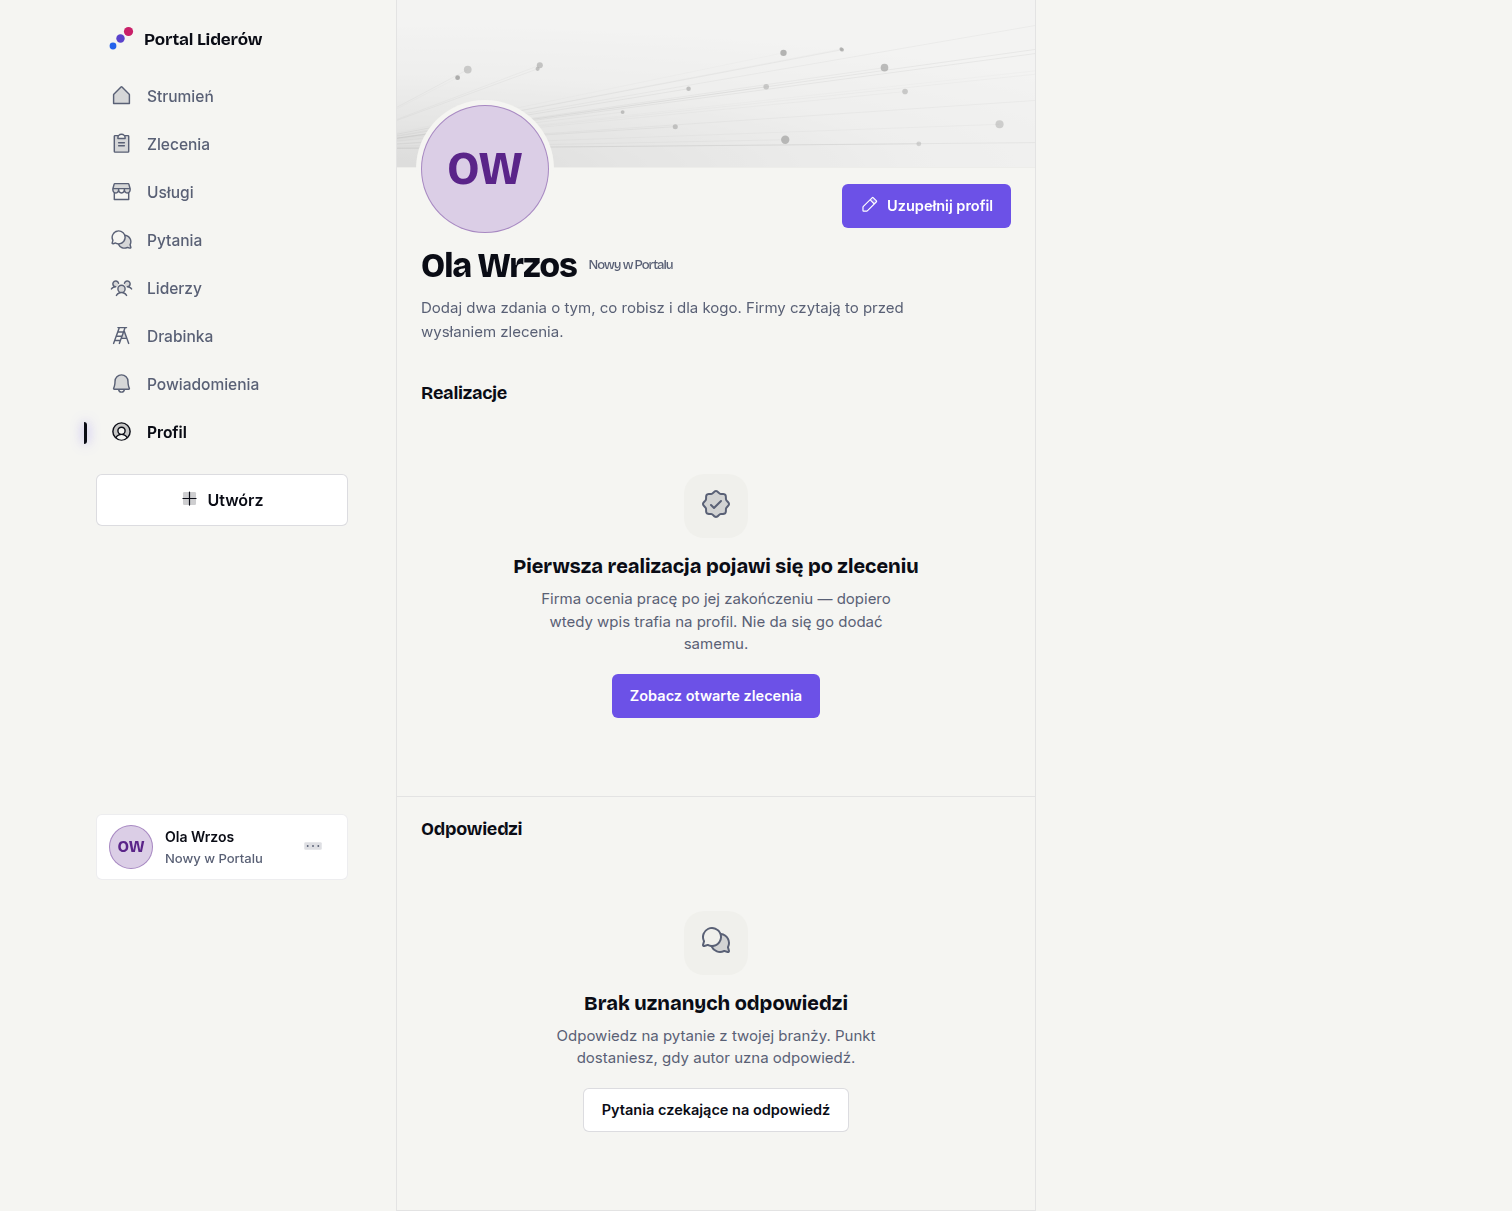 Portal Liderów
Strumień
Zlecenia
Usługi
Pytania
Liderzy
Drabinka
Powiadomienia
Profil
Utwórz
OW
Ola Wrzos
Nowy w Portalu
OW
Uzupełnij profil
Ola Wrzos Nowy w Portalu
Dodaj dwa zdania o tym, co robisz i dla kogo. Firmy czytają to przed
wysłaniem zlecenia.
Realizacje
Pierwsza realizacja pojawi się po zleceniu
Firma ocenia pracę po jej zakończeniu — dopiero
wtedy wpis trafia na profil. Nie da się go dodać
samemu.
Zobacz otwarte zlecenia
Odpowiedzi
Brak uznanych odpowiedzi
Odpowiedz na pytanie z twojej branży. Punkt
dostaniesz, gdy autor uzna odpowiedź.
Pytania czekające na odpowiedź